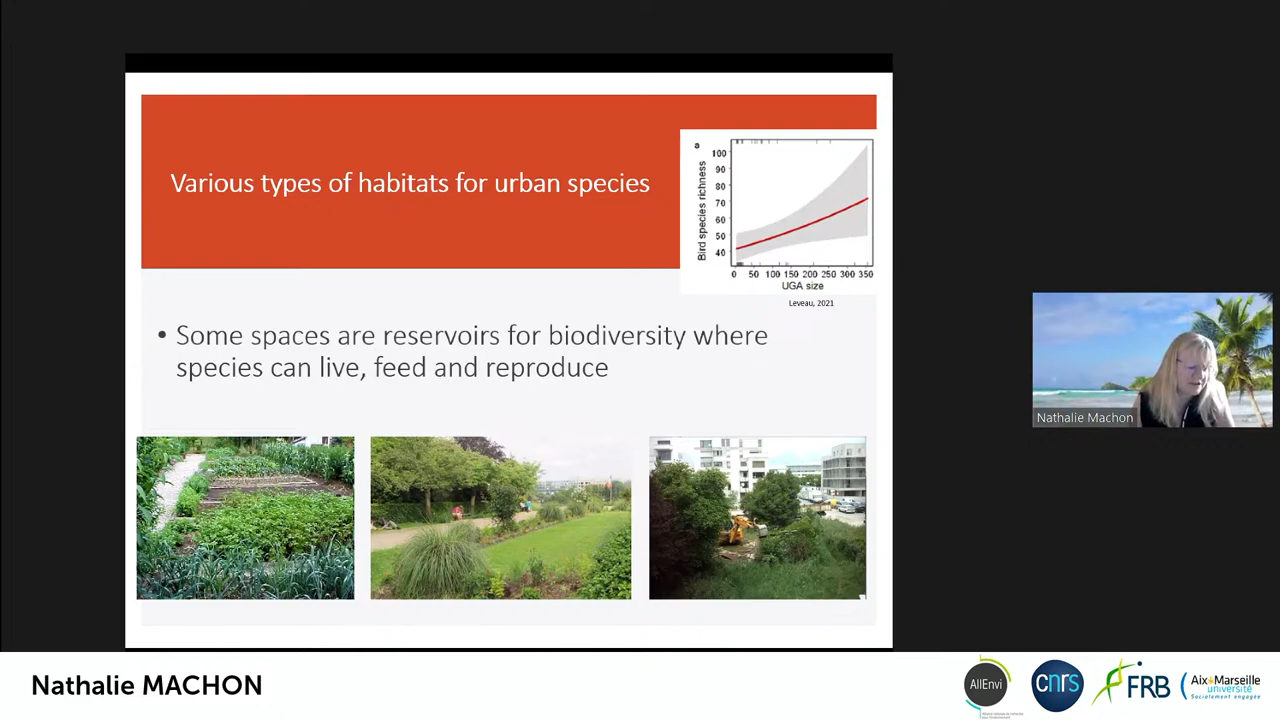 Various types of habitats for urban species
a
Bird species richness
100
90
80
70
60
50
40
0 50 100 150 200 250 300 350
UGA size
Leveau, 2021
• Some spaces are reservoirs for biodiversity where
species can live, feed and reproduce
Nathalie Machon
Nathalie MACHON
AllEnvi
cnrs
FRB
Aix*Marseille
université
Socialement engagée